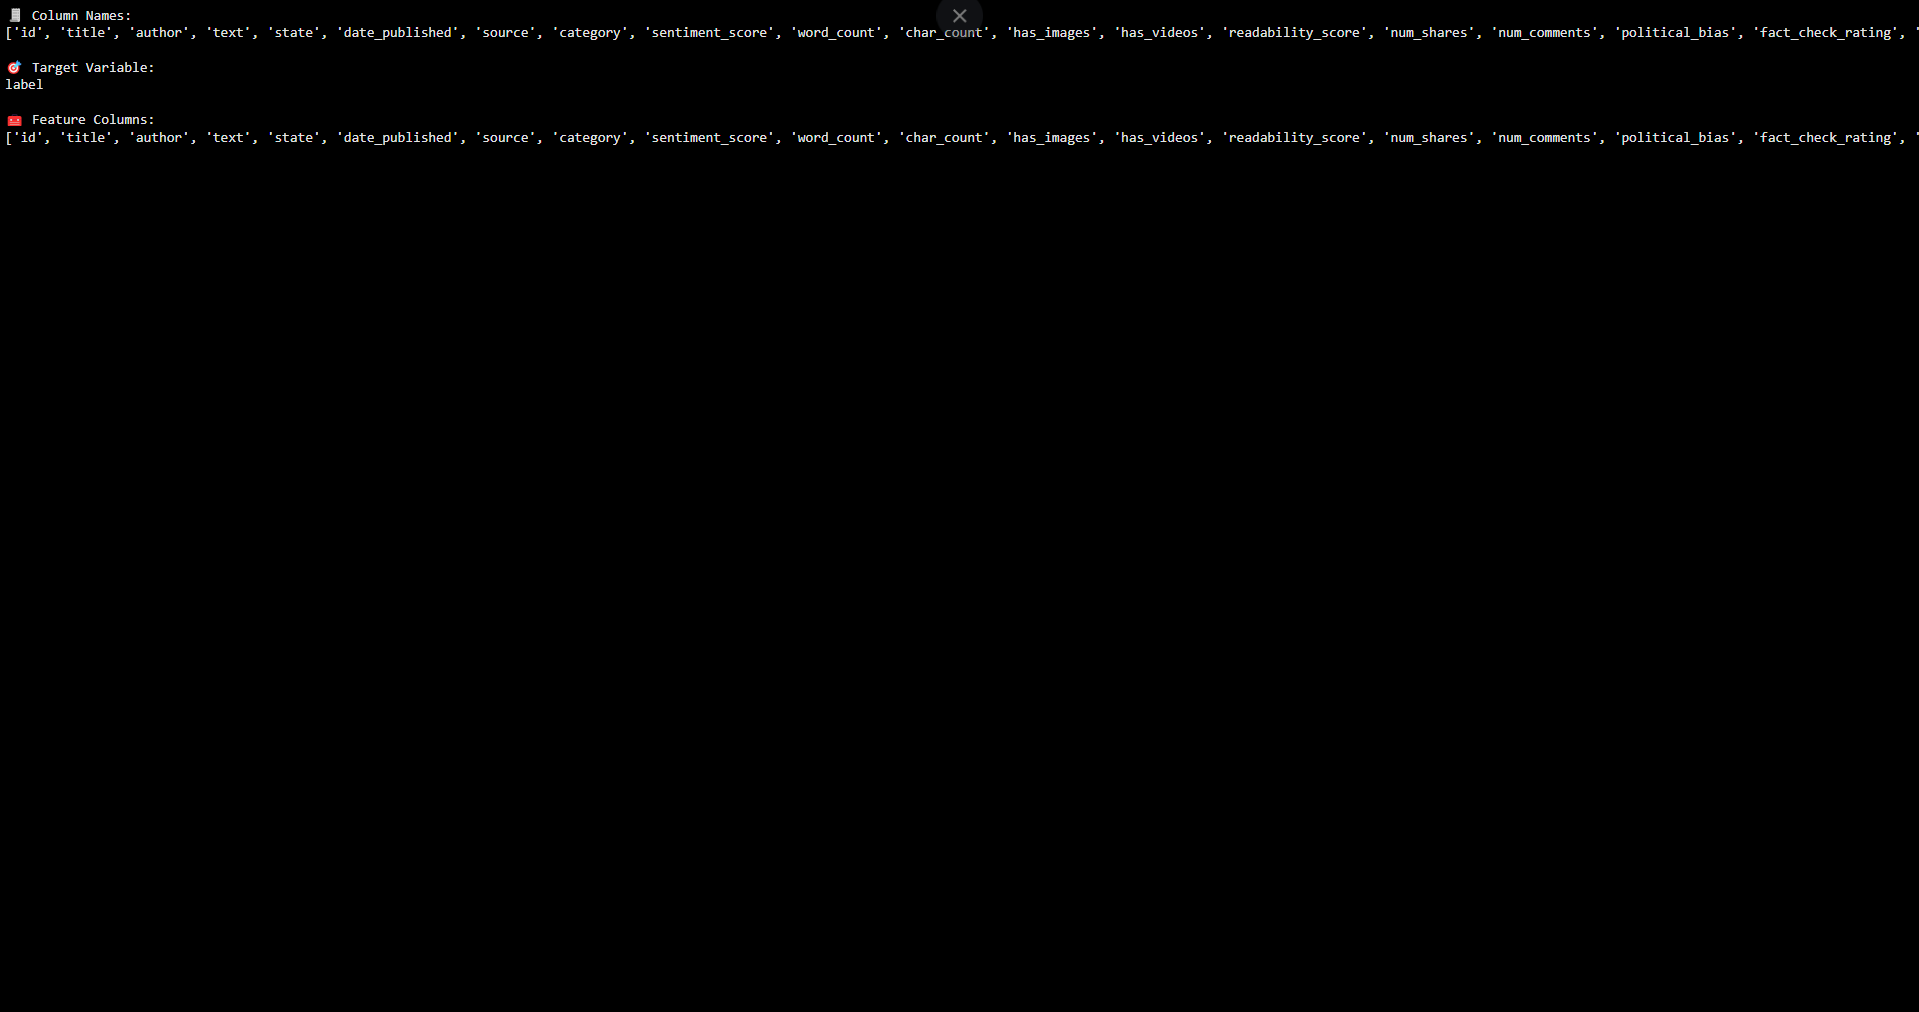 🧾 Column Names:
['id', 'title', 'author', 'text', 'state', 'date_published', 'source', 'category', 'sentiment_score', 'word_count', 'char_count', 'has_images', 'has_videos', 'readability_score', 'num_shares', 'num_comments', 'political_bias', 'fact_check_rating', '
🎯 Target Variable:
label
🧰 Feature Columns:
['id', 'title', 'author', 'text', 'state', 'date_published', 'source', 'category', 'sentiment_score', 'word_count', 'char_count', 'has_images', 'has_videos', 'readability_score', 'num_shares', 'num_comments', 'political_bias', 'fact_check_rating', '